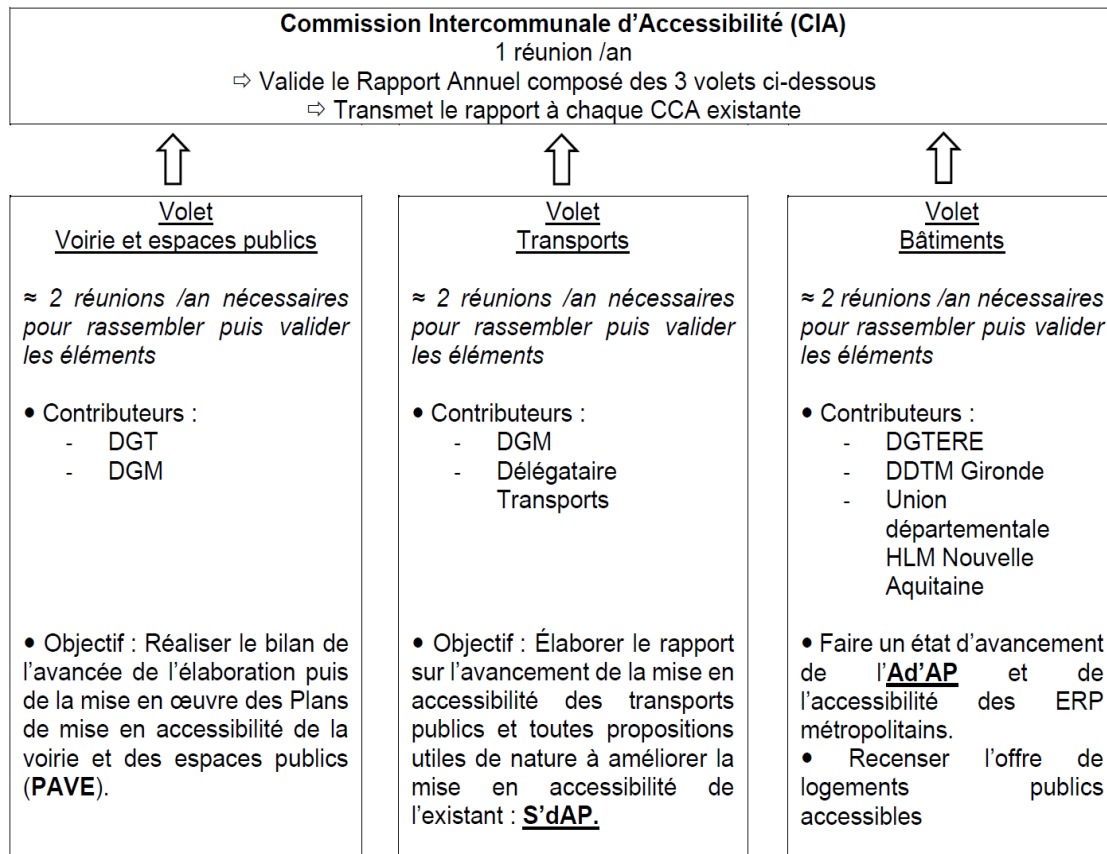 Commission Intercommunale d’Accessibilité (CIA)
1 réunion /an
⇨ Valide le Rapport Annuel composé des 3 volets ci-dessous
⇨ Transmet le rapport à chaque CCA existante
Volet
Voirie et espaces publics
≈ 2 réunions /an nécessaires
pour rassembler puis valider
les éléments
• Contributeurs :
- DGT
- DGM
• Objectif : Réaliser le bilan de
l’avancée de l’élaboration puis
de la mise en œuvre des Plans
de mise en accessibilité de la
voirie et des espaces publics
(PAVE).
Volet
Transports
≈ 2 réunions /an nécessaires
pour rassembler puis valider
les éléments
• Contributeurs :
- DGM
- Délégataire
Transports
• Objectif : Élaborer le rapport
sur l’avancement de la mise en
accessibilité des transports
publics et toutes propositions
utiles de nature à améliorer la
mise en accessibilité de
l’existant : S’dAP.
Volet
Bâtiments
≈ 2 réunions /an nécessaires
pour rassembler puis valider
les éléments
• Contributeurs :
- DGTERE
- DDTM Gironde
- Union
départementale
HLM Nouvelle
Aquitaine
• Faire un état d’avancement
de l’Ad’AP et de
l’accessibilité des ERP
métropolitains.
• Recenser l’offre de
logements publics
accessibles